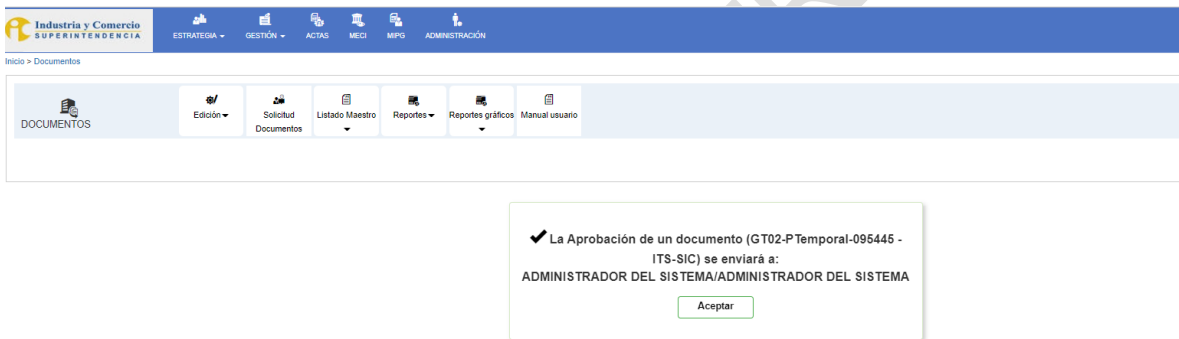 Industria y Comercio
SUPERINTENDENCIA
ESTRATEGIA
GESTIÓN
ACTAS
MECI
MIPG
ADMINISTRACIÓN
Inicio > Documentos
DOCUMENTOS
Edición
Solicitud
Documentos
Listado Maestro
Reportes
Reportes gráficos
Manual usuario
La Aprobación de un documento (GT02-PTemporal-095445 -
ITS-SIC) se enviará a:
ADMINISTRADOR DEL SISTEMA/ADMINISTRADOR DEL SISTEMA
Aceptar